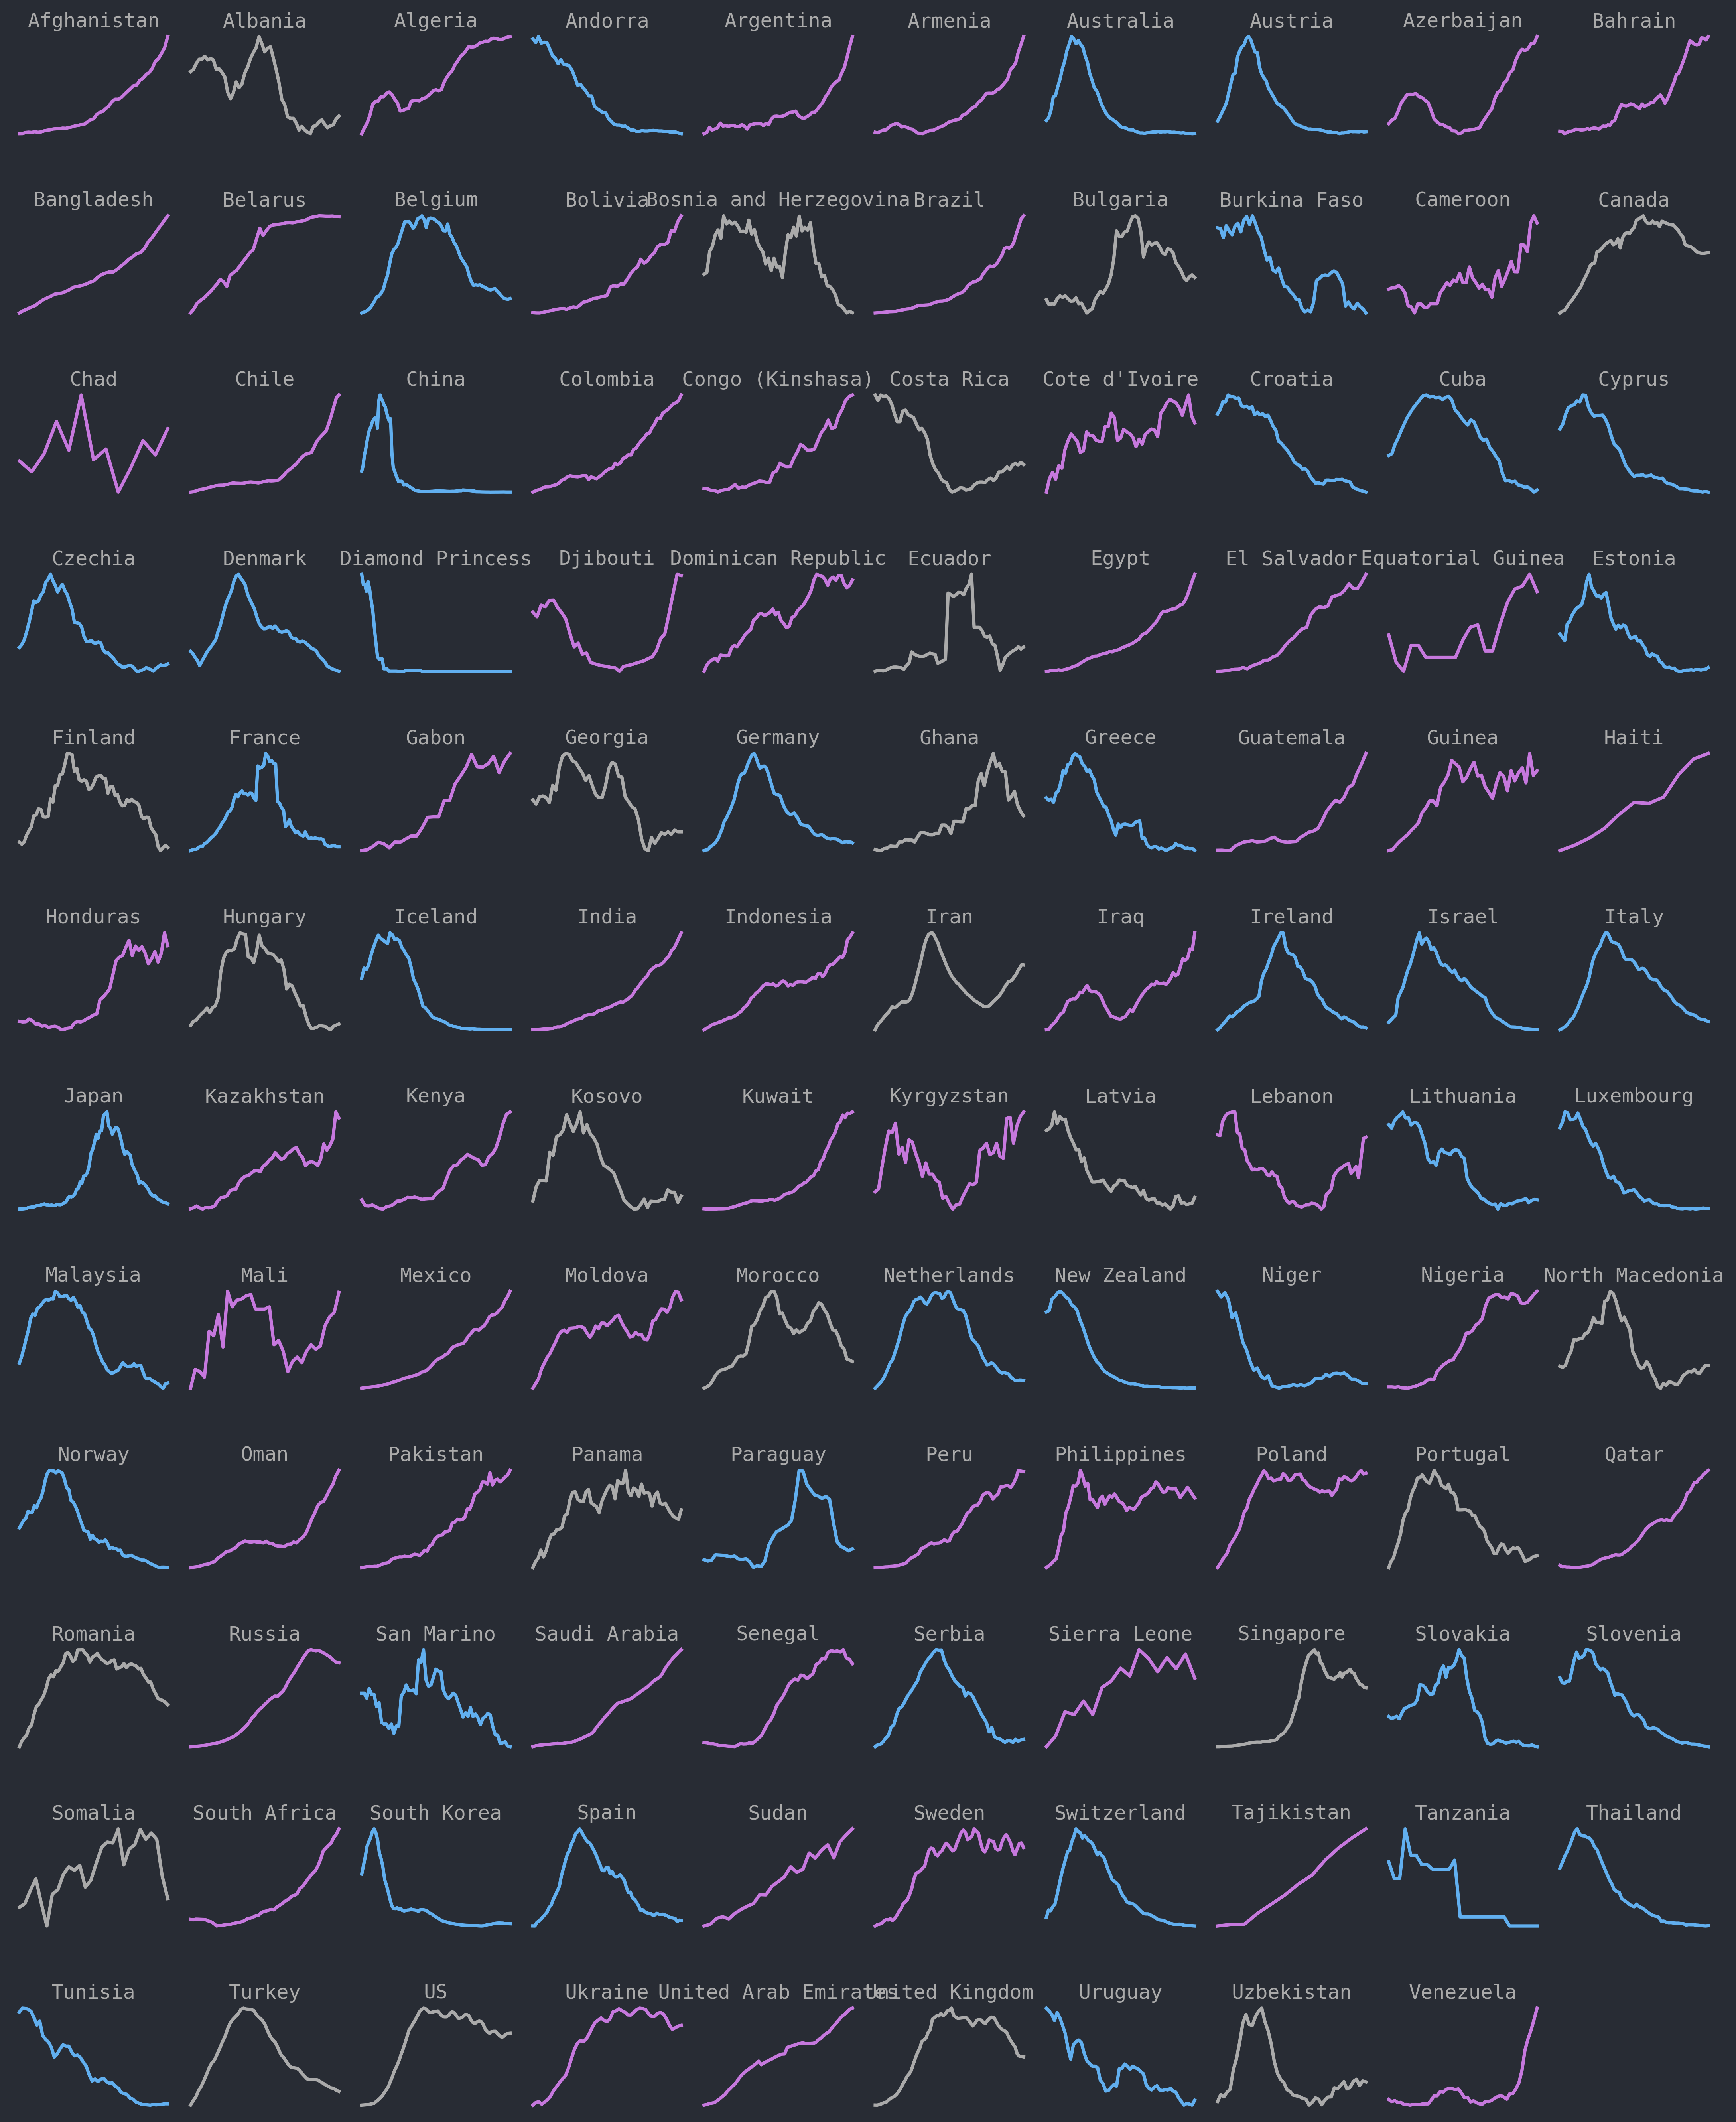 Afghanistan Albania Algeria Andorra Argentina Armenia Australia Austria Azerbaijan Bahrain
Bangladesh Belarus Belgium Bolivia Bosnia and Herzegovina Brazil Bulgaria Burkina Faso Cameroon Canada
Chad Chile China Colombia Congo (Kinshasa) Costa Rica Cote d'Ivoire Croatia Cuba Cyprus
Czechia Denmark Diamond Princess Djibouti Dominican Republic Ecuador Egypt El Salvador Equatorial Guinea Estonia
Finland France Gabon Georgia Germany Ghana Greece Guatemala Guinea Haiti
Honduras Hungary Iceland India Indonesia Iran Iraq Ireland Israel Italy
Japan Kazakhstan Kenya Kosovo Kuwait Kyrgyzstan Latvia Lebanon Lithuania Luxembourg
Malaysia Mali Mexico Moldova Morocco Netherlands New Zealand Niger Nigeria North Macedonia
Norway Oman Pakistan Panama Paraguay Peru Philippines Poland Portugal Qatar
Romania Russia San Marino Saudi Arabia Senegal Serbia Sierra Leone Singapore Slovakia Slovenia
Somalia South Africa South Korea Spain Sudan Sweden Switzerland Tajikistan Tanzania Thailand
Tunisia Turkey US Ukraine United Arab Emirates United Kingdom Uruguay Uzbekistan Venezuela